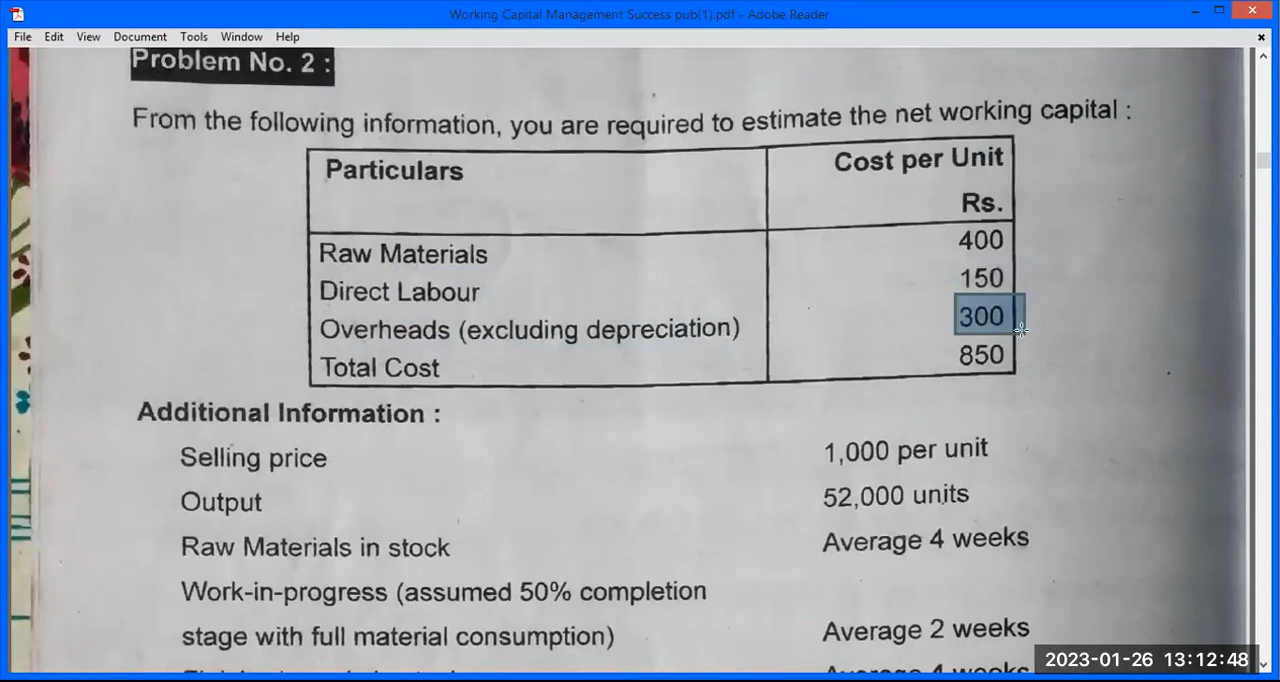 Working Capital Management Success pub(1).pdf - Adobe Reader
File Edit View Document Tools Window Help
Problem No. 2 :
From the following information, you are required to estimate the net working capital :
Particulars Cost per Unit
Rs.
Raw Materials 400
Direct Labour 150
Overheads (excluding depreciation) 300
Total Cost 850
Additional Information :
Selling price 1,000 per unit
Output 52,000 units
Raw Materials in stock Average 4 weeks
Work-in-progress (assumed 50% completion
stage with full material consumption) Average 2 weeks
2023-01-26 13:12:48